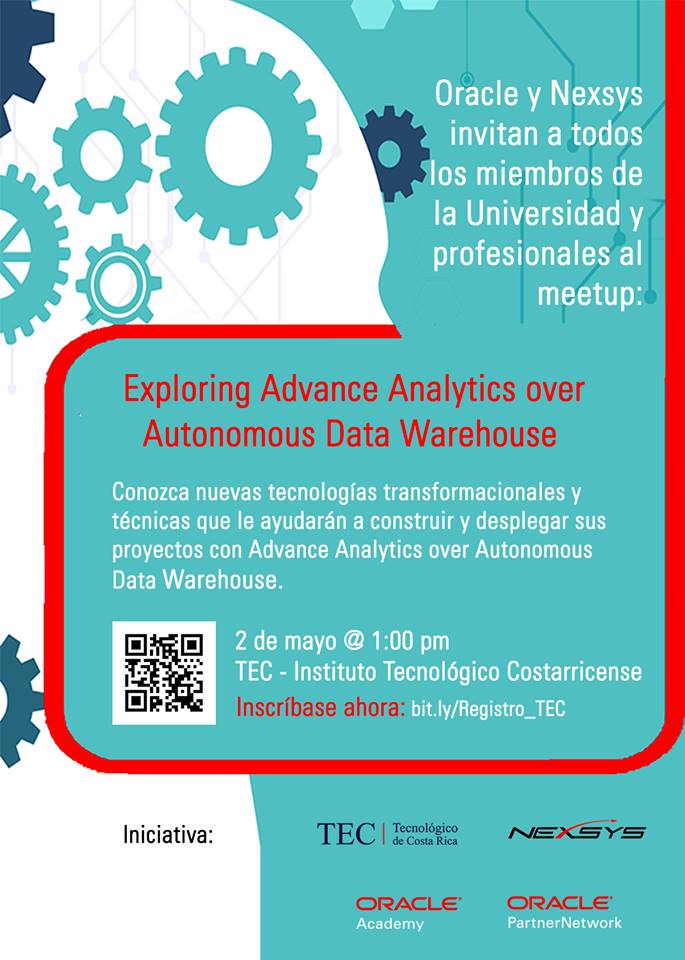 Oracle y Nexsys
invitan a todos
los miembros de
la Universidad y
profesionales al
meetup:
Exploring Advance Analytics over
Autonomous Data Warehouse
Conozca nuevas tecnologías transformacionales y
técnicas que le ayudarán a construir y desplegar sus
proyectos con Advance Analytics over Autonomous
Data Warehouse.
2 de mayo @ 1:00 pm
TEC - Instituto Tecnológico Costarricense
Inscríbase ahora: bit.ly/Registro_TEC
Iniciativa:
TEC | Tecnológico
de Costa Rica
NEXSYS
ORACLE®
Academy
ORACLE®
PartnerNetwork